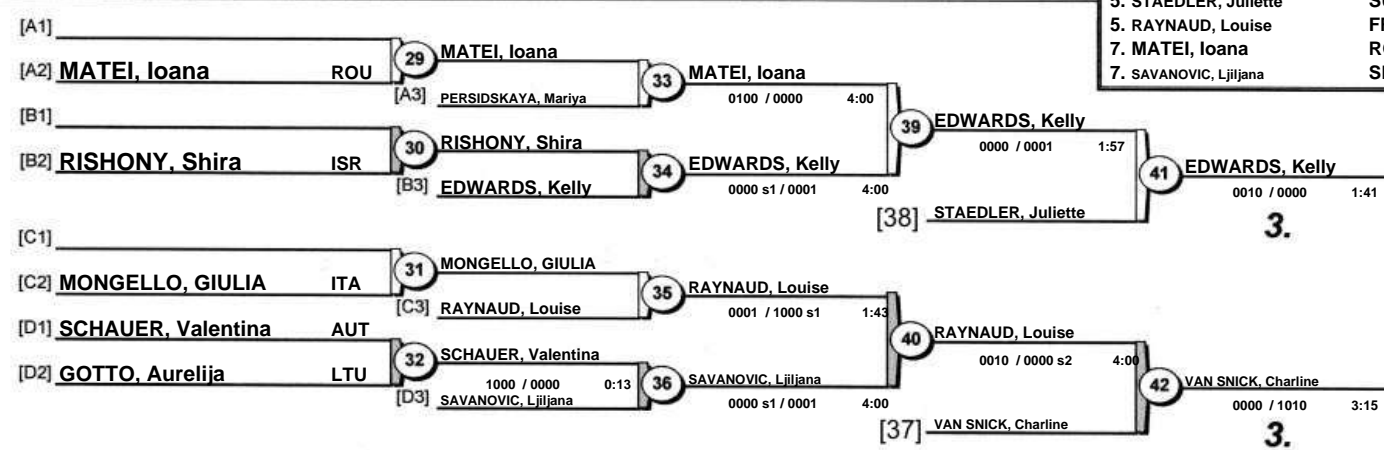 5. STAEDLER, Juliette
5. RAYNAUD, Louise
7. MATEI, Ioana
7. SAVANOVIC, Ljiljana
[A1]
[A2] MATEI, Ioana ROU
29
MATEI, Ioana
[A3] PERSIDSKAYA, Mariya
33
MATEI, Ioana
0100 / 0000 4:00
[B1]
[B2] RISHONY, Shira ISR
30
RISHONY, Shira
[B3] EDWARDS, Kelly
34
EDWARDS, Kelly
0000 s1 / 0001 4:00
39
EDWARDS, Kelly
0000 / 0001 1:57
[38] STAEDLER, Juliette
41
EDWARDS, Kelly
0010 / 0000 1:41
3.
[C1]
[C2] MONGELLO, GIULIA ITA
31
MONGELLO, GIULIA
[C3] RAYNAUD, Louise
35
RAYNAUD, Louise
0001 / 1000 s1 1:43
[D1] SCHAUER, Valentina AUT
[D2] GOTTO, Aurelija LTU
32
SCHAUER, Valentina
1000 / 0000 0:13
[D3] SAVANOVIC, Ljiljana
36
SAVANOVIC, Ljiljana
0000 s1 / 0001 4:00
40
RAYNAUD, Louise
0010 / 0000 s2 4:00
[37] VAN SNICK, Charline
42
VAN SNICK, Charline
0000 / 1010 3:15
3.